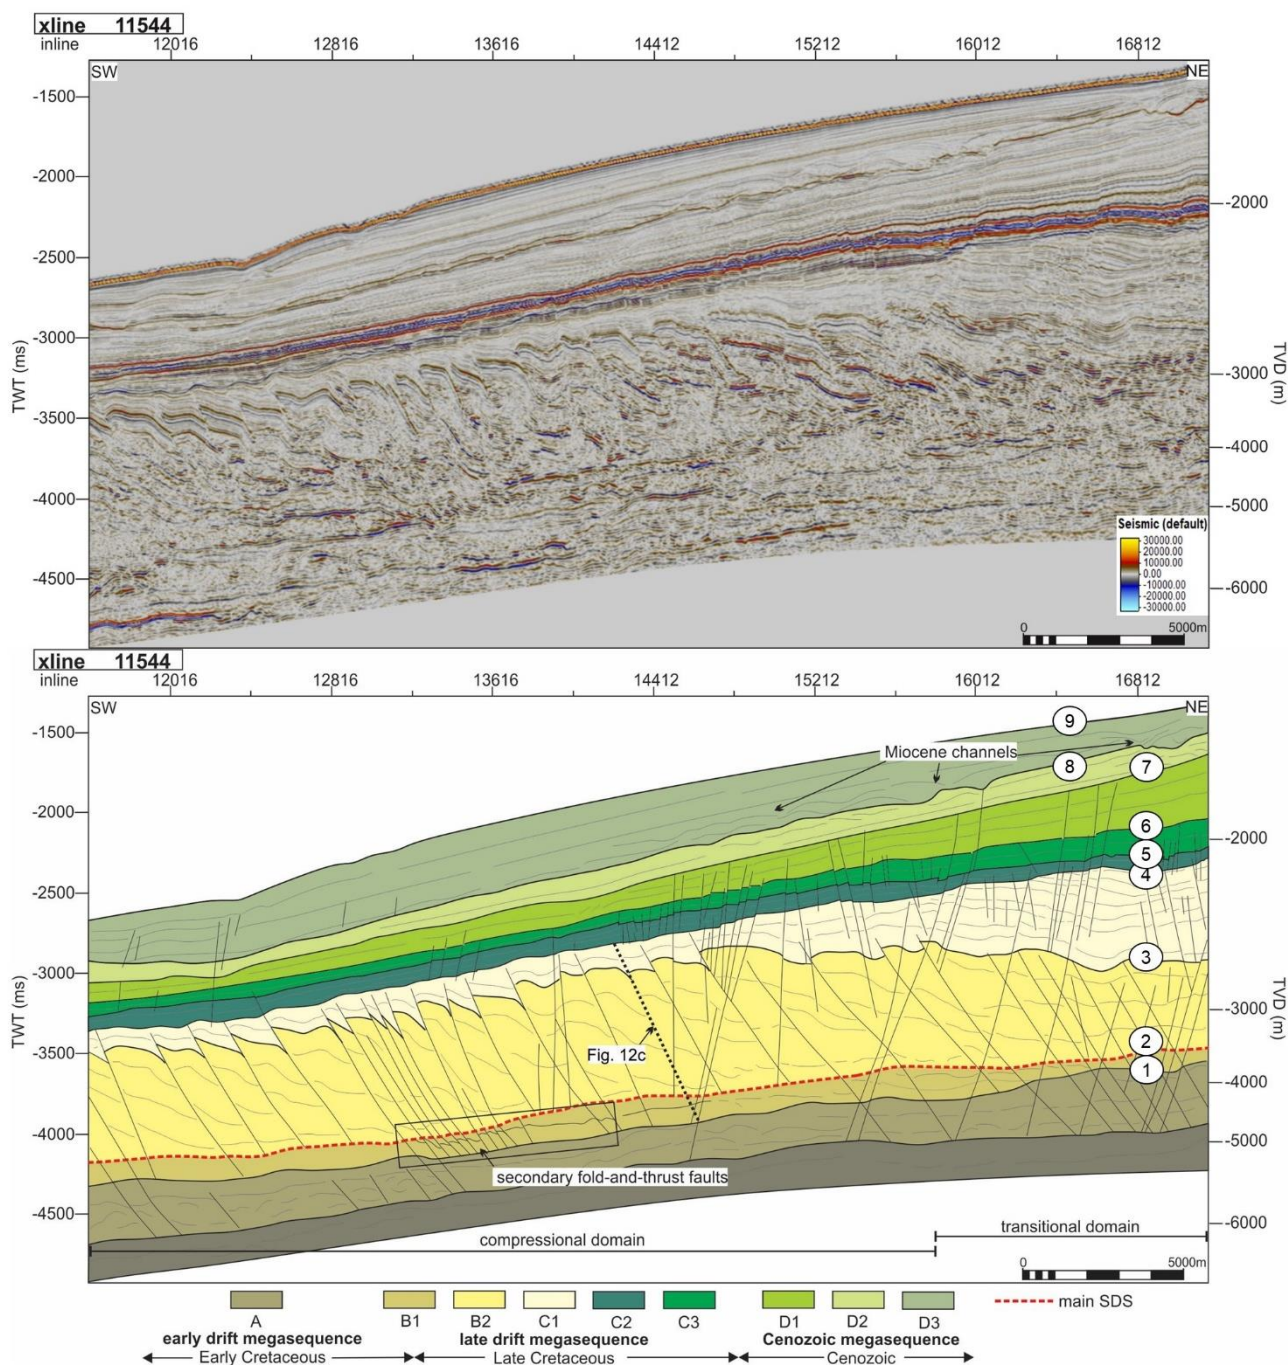 xline 11544
inline 12016 12816 13616 14412 15212 16012 16812
SW NE
-1500
-2000
-2500
-3000
-3500
-4000
-4500
TWT (ms)
-2000
-3000
-4000
-5000
-6000
TVD (m)
Seismic (default)
30000.00
20000.00
10000.00
0.00
-10000.00
-20000.00
-30000.00
0 5000m
xline 11544
inline 12016 12816 13616 14412 15212 16012 16812
SW NE
-1500
-2000
-2500
-3000
-3500
-4000
-4500
TWT (ms)
-2000
-3000
-4000
-5000
-6000
TVD (m)
9
Miocene channels
8
7
6
5
4
3
2
1
Fig. 12c
secondary fold-and-thrust faults
compressional domain
transitional domain
0 5000m
A B1 B2 C1 C2 C3 D1 D2 D3
main SDS
early drift megasequence late drift megasequence Cenozoic megasequence
Early Cretaceous Late Cretaceous Cenozoic